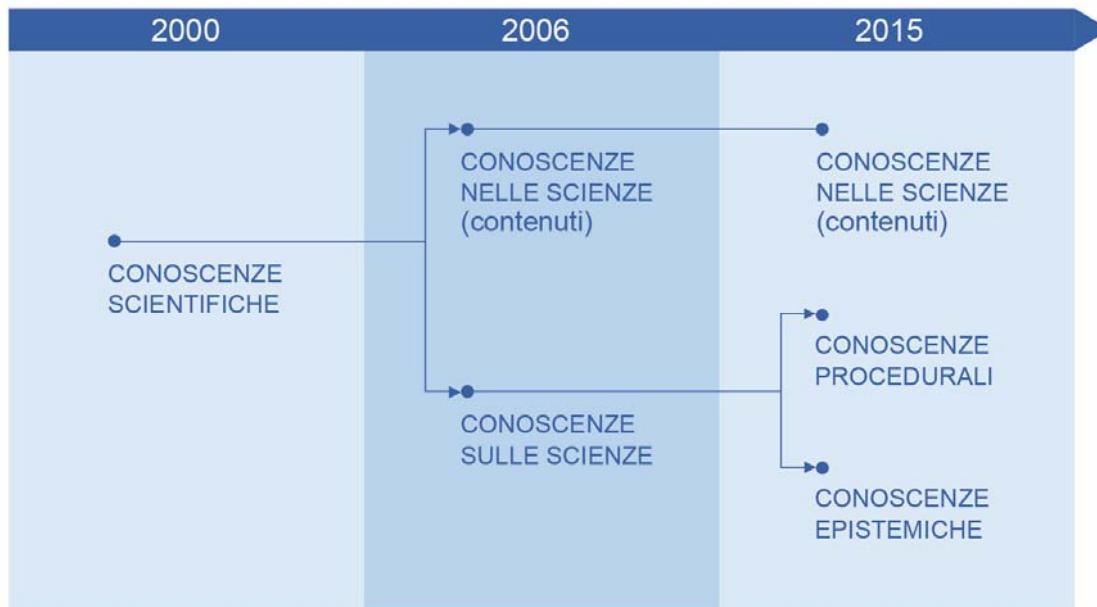 2000
2006
2015
CONOSCENZE
SCIENTIFICHE
CONOSCENZE
NELLE SCIENZE
(contenuti)
CONOSCENZE
SULLE SCIENZE
CONOSCENZE
NELLE SCIENZE
(contenuti)
CONOSCENZE
PROCEDURALI
CONOSCENZE
EPISTEMICHE